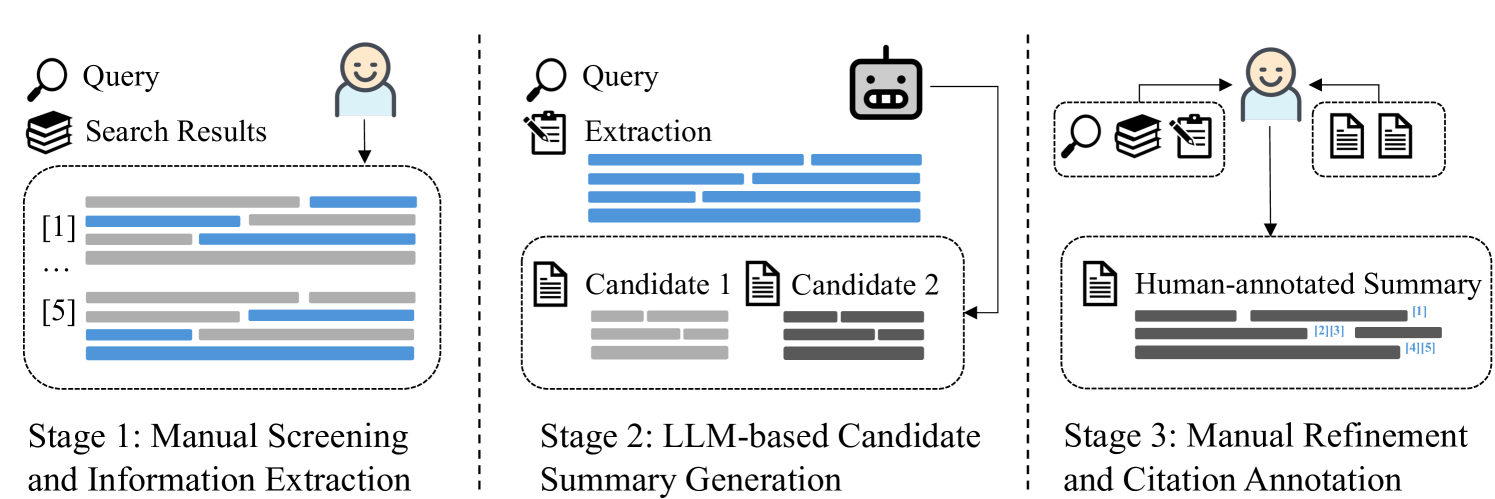 Query
Search Results
[1]
...
[5]
Stage 1: Manual Screening
and Information Extraction
Query
Extraction
Candidate 1
Candidate 2
Stage 2: LLM-based Candidate
Summary Generation
Human-annotated Summary
[1]
[2][3]
[4][5]
Stage 3: Manual Refinement
and Citation Annotation